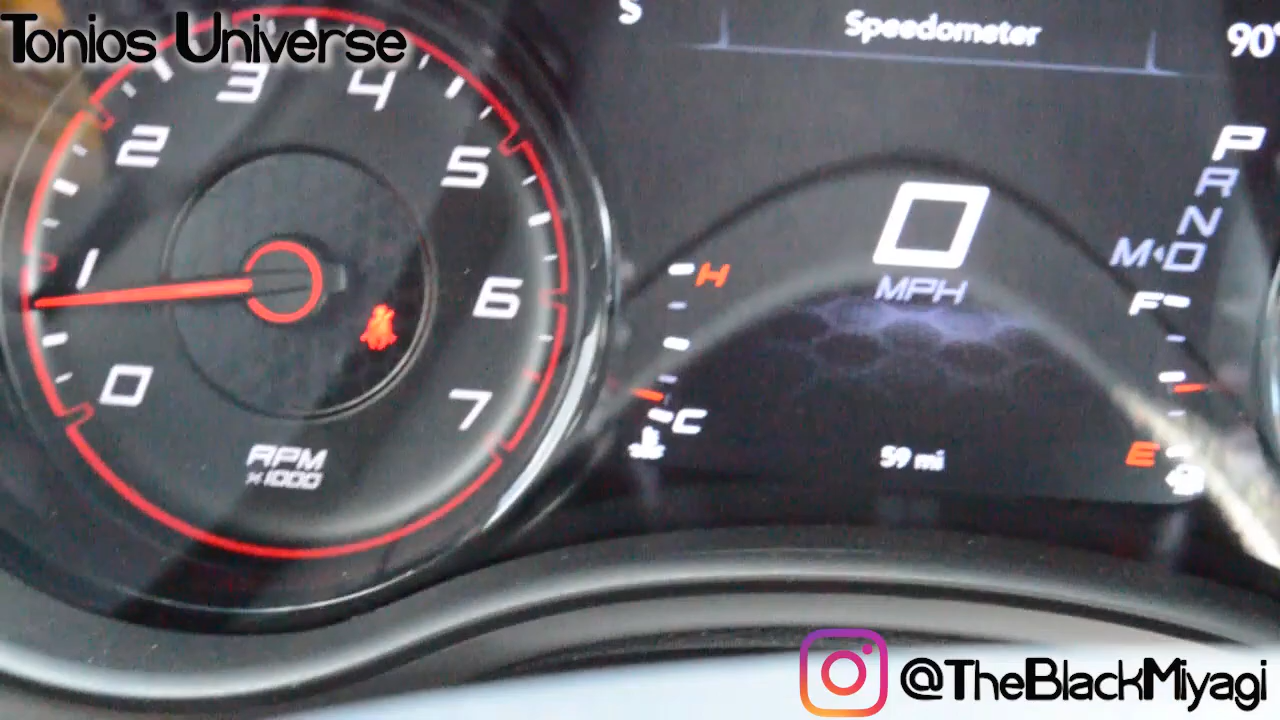 Tonios Universe
S
Speedometer
90°
0
1
2
3
4
5
6
7
RPM
x1000
0
MPH
H
C
59 mi
P
R
N
M D
F
E
@TheBlackMiyagi